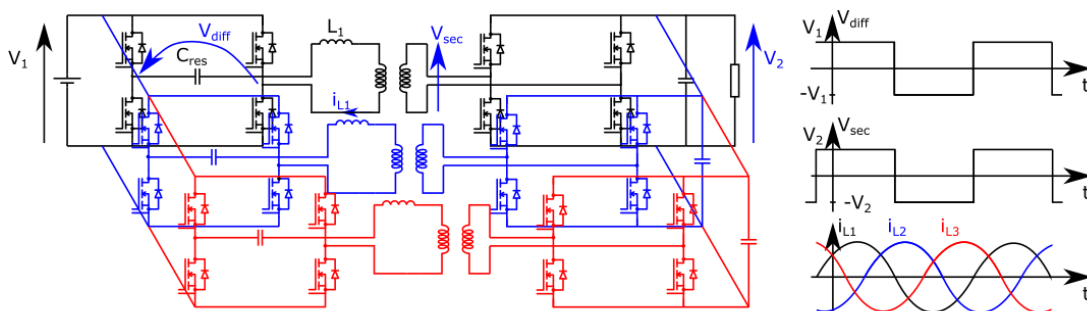 V1
Vdiff
Cres
L1
Vsec
iL1
V2
V1
Vdiff
-V1
t
V2
Vsec
-V2
t
iL1
iL2
iL3
t